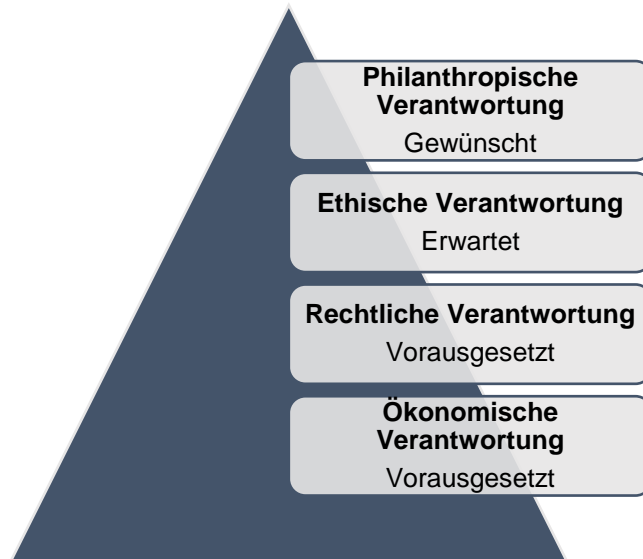 Philanthropische
Verantwortung
Gewünscht
Ethische Verantwortung
Erwartet
Rechtliche Verantwortung
Vorausgesetzt
Ökonomische
Verantwortung
Vorausgesetzt